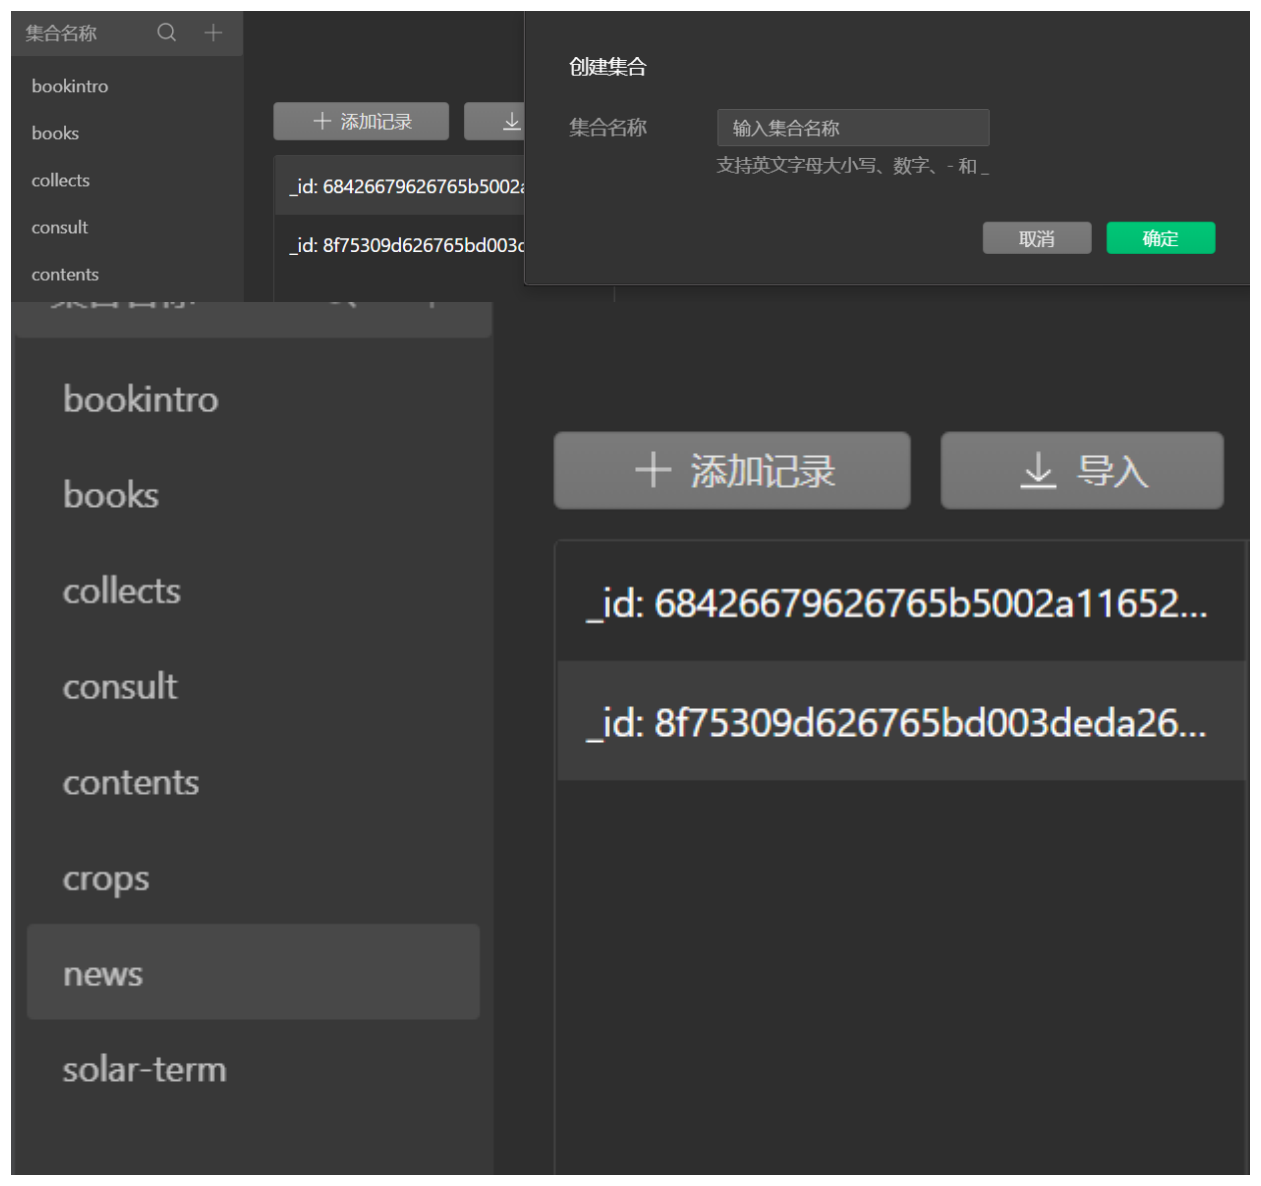 集合名称
bookintro
books
collects
consult
contents
添加记录
_id: 68426679626765b5002a
_id: 8f75309d626765bd003c
创建集合
集合名称
输入集合名称
支持英文字母大小写、数字、- 和 _
取消
确定
bookintro
books
collects
consult
contents
crops
news
solar-term
添加记录
导入
_id: 68426679626765b5002a11652...
_id: 8f75309d626765bd003deda26...